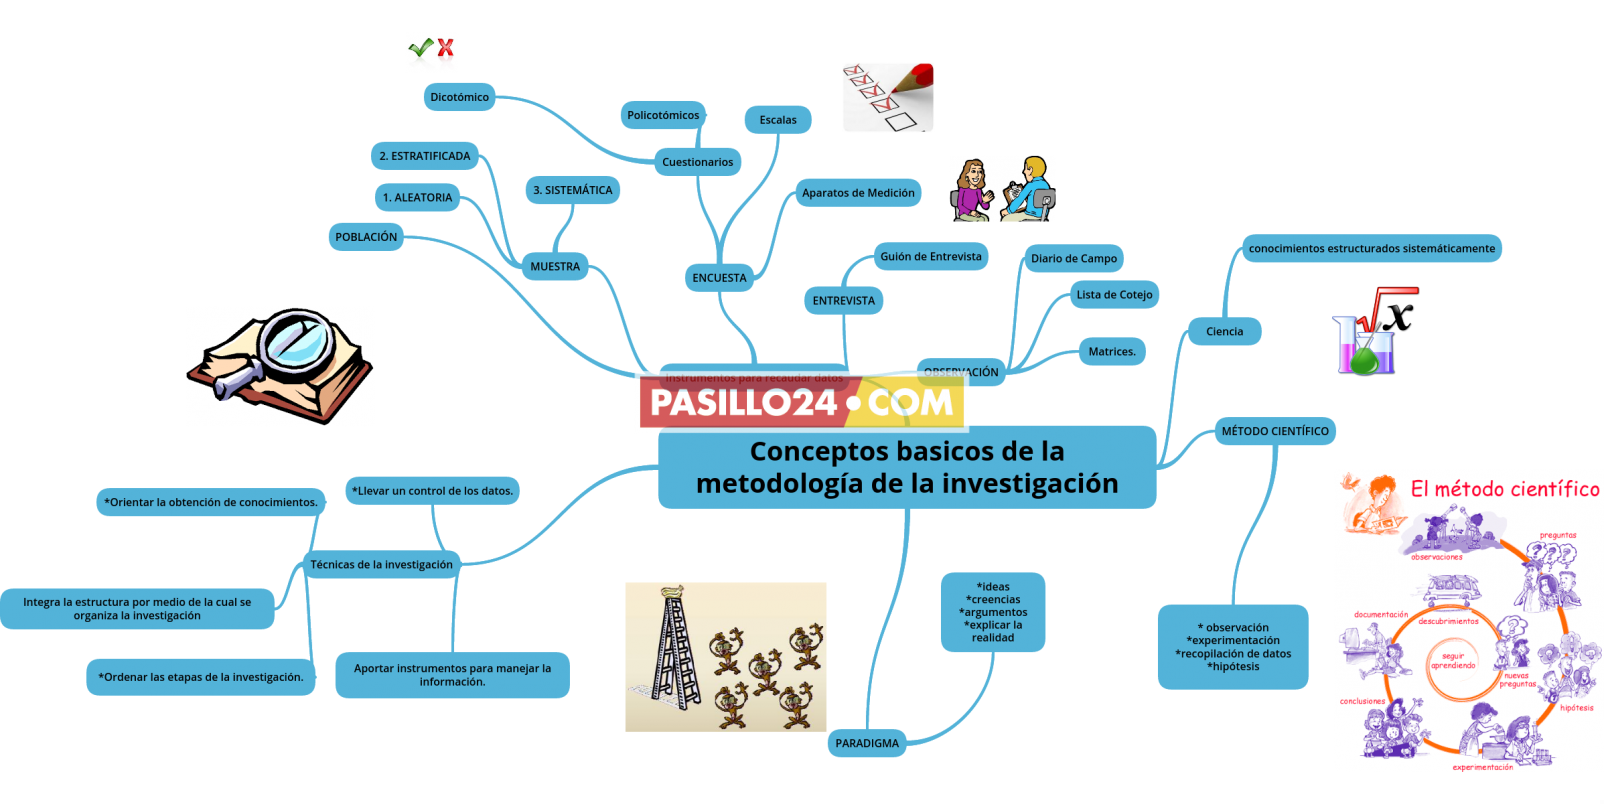 Dicotómico
Policotómicos
Escalas
2. ESTRATIFICADA
Cuestionarios
1. ALEATORIA
3. SISTEMÁTICA
Aparatos de Medición
POBLACIÓN
MUESTRA
ENCUESTA
Guión de Entrevista
Diario de Campo
conocimientos estructurados sistemáticamente
ENTREVISTA
Lista de Cotejo
Ciencia
Matrices.
x
Instrumentos para recaudar datos
OBSERVACIÓN
PASILLO24.COM
MÉTODO CIENTÍFICO
Conceptos basicos de la
metodología de la investigación
*Llevar un control de los datos.
*Orientar la obtención de conocimientos.
Técnicas de la investigación
Integra la estructura por medio de la cual se
organiza la investigación
*Ordenar las etapas de la investigación.
Aportar instrumentos para manejar la
información.
*ideas
*creencias
*argumentos
*explicar la
realidad
PARADIGMA
* observación
*experimentación
*recopilación de datos
*hipótesis
El método científico
preguntas
observaciones
documentación
descubrimientos
seguir
aprendiendo
nuevas
preguntas
conclusiones
hipótesis
experimentación